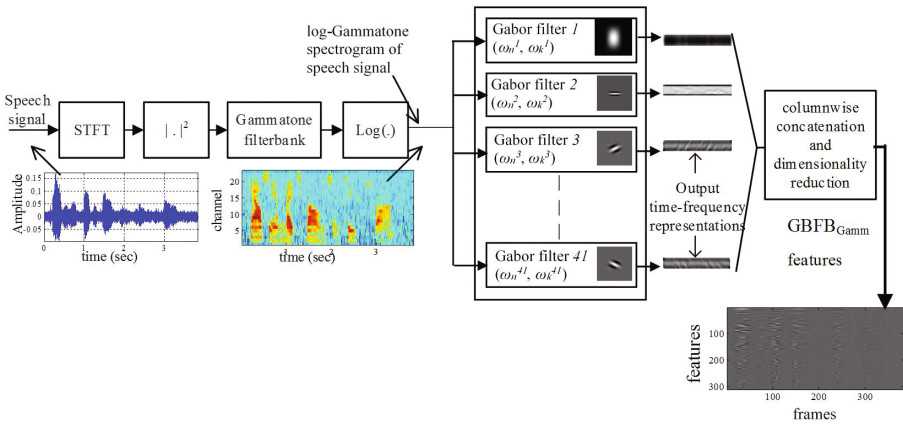 log-Gammatone
spectrogram of
speech signal
Speech
signal
STFT
| . |²
Gammatone
filterbank
Log(.)
Gabor filter 1
(ωn¹, ωk¹)
Gabor filter 2
(ωn², ωk²)
Gabor filter 3
(ωn³, ωk³)
Gabor filter 41
(ωn⁴¹, ωk⁴¹)
Output
time-frequency
representations
columnwise
concatenation
and
dimensionality
reduction
GBFBGamm
features
Amplitude
0.15
0.1
0.05
0
-0.05
0 1 2 3
time (sec)
channel
20
15
10
5
1 2 3
time (sec)
features
100
200
300
100 200 300
frames